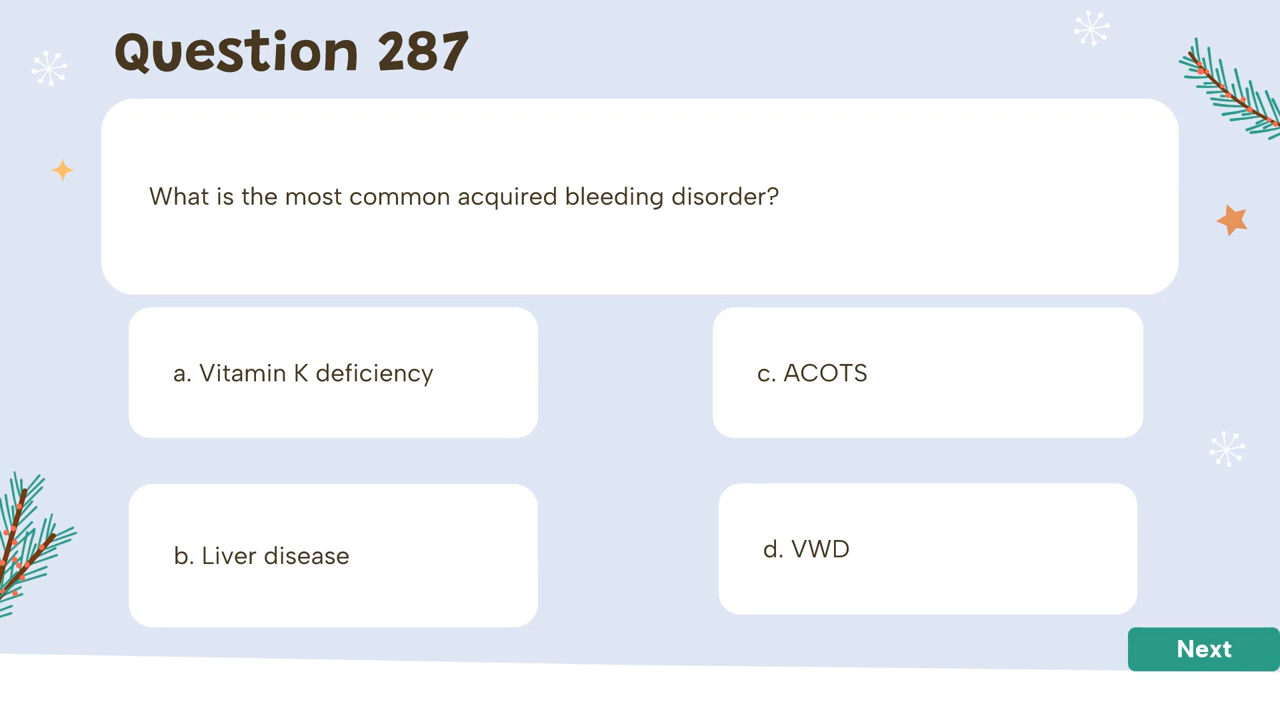 Question 287
What is the most common acquired bleeding disorder?
a. Vitamin K deficiency
c. ACOTS
b. Liver disease
d. VWD
Next